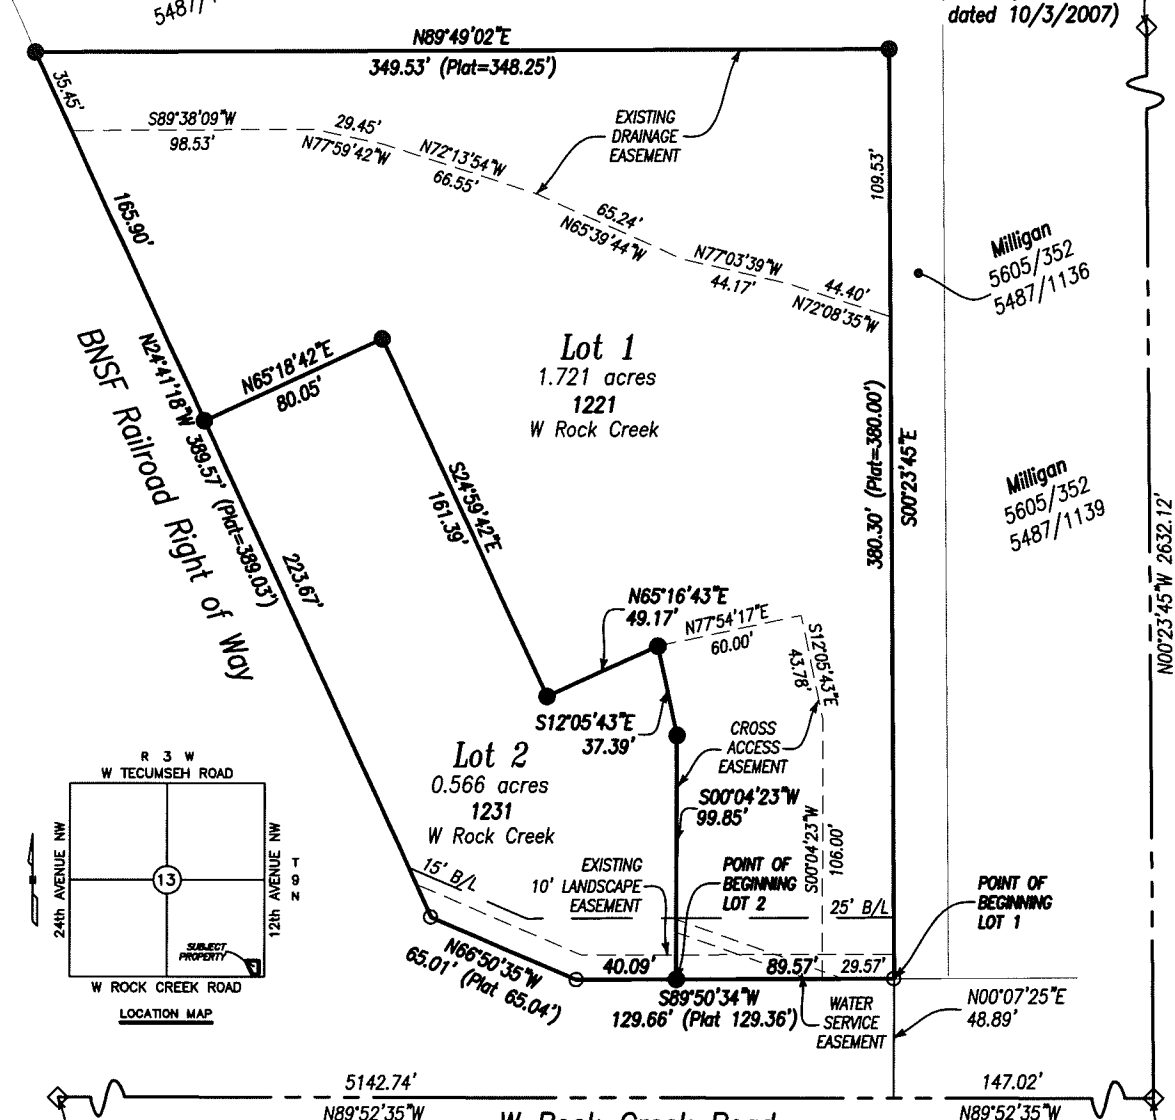 5487/1
dated 10/3/2007)
N89°49'02"E
349.53' (Plat=348.25')
35.45'
S89°38'09"W
98.53'
29.45'
N77°59'42"W
N72°13'54"W
66.55'
EXISTING
DRAINAGE
EASEMENT
65.24'
N65°39'44"W
N77°03'39"W
44.17'
44.40'
N72°08'35"W
109.53'
165.90'
Milligan
5605/352
5487/1136
N24°41'18"W 389.57' (Plat=389.03')
BNSF Railroad Right of Way
N65°18'42"E
80.05'
Lot 1
1.721 acres
1221
W Rock Creek
380.30' (Plat=380.00')
S00°23'45"E
S24°59'42"E
161.39'
223.67'
Milligan
5605/352
5487/1139
N00°23'45"W 2632.12'
N65°16'43"E
49.17'
N77°54'17"E
60.00'
S12°05'43"E
43.78'
S12°05'43"E
37.39'
CROSS
ACCESS
EASEMENT
Lot 2
0.566 acres
1231
W Rock Creek
S00°04'23"W
99.85'
S00°04'23"W
106.00'
R 3 W
W TECUMSEH ROAD
24th AVENUE NW
13
12th AVENUE NW
T
9
N
SUBJECT
PROPERTY
W ROCK CREEK ROAD
LOCATION MAP
15' B/L
EXISTING
10' LANDSCAPE
EASEMENT
POINT OF
BEGINNING
LOT 2
25' B/L
POINT OF
BEGINNING
LOT 1
N66°50'35"W
65.01' (Plat 65.04')
40.09'
89.57'
29.57'
S89°50'34"W
129.66' (Plat 129.36')
WATER
SERVICE
EASEMENT
N00°07'25"E
48.89'
5142.74'
N89°52'35"W
W Rock Creek Road
147.02'
N89°52'35"W